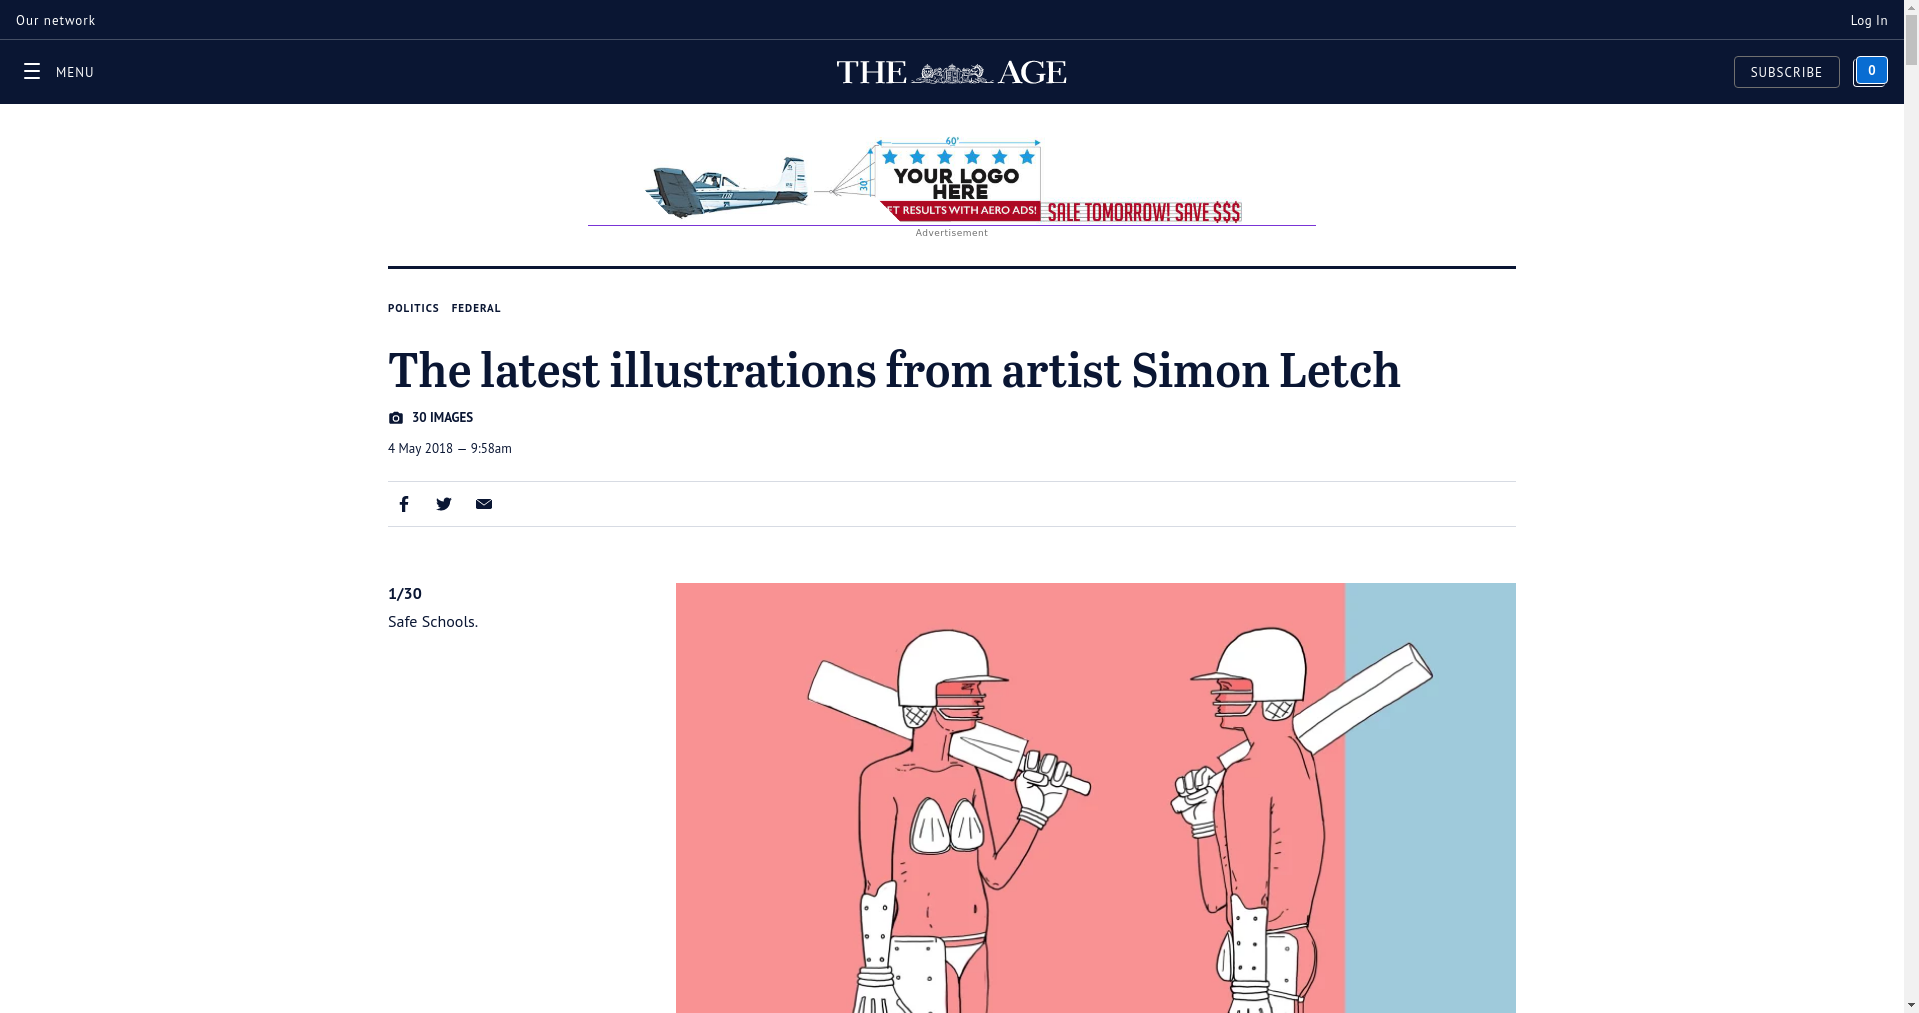 Our network
Log In
MENU
THE AGE
SUBSCRIBE
0
60'
30'
YOUR LOGO
HERE
ET RESULTS WITH AERO ADS!
SALE TOMORROW! SAVE $$$
Advertisement
POLITICS FEDERAL
The latest illustrations from artist Simon Letch
30 IMAGES
4 May 2018 — 9:58am
1/30
Safe Schools.